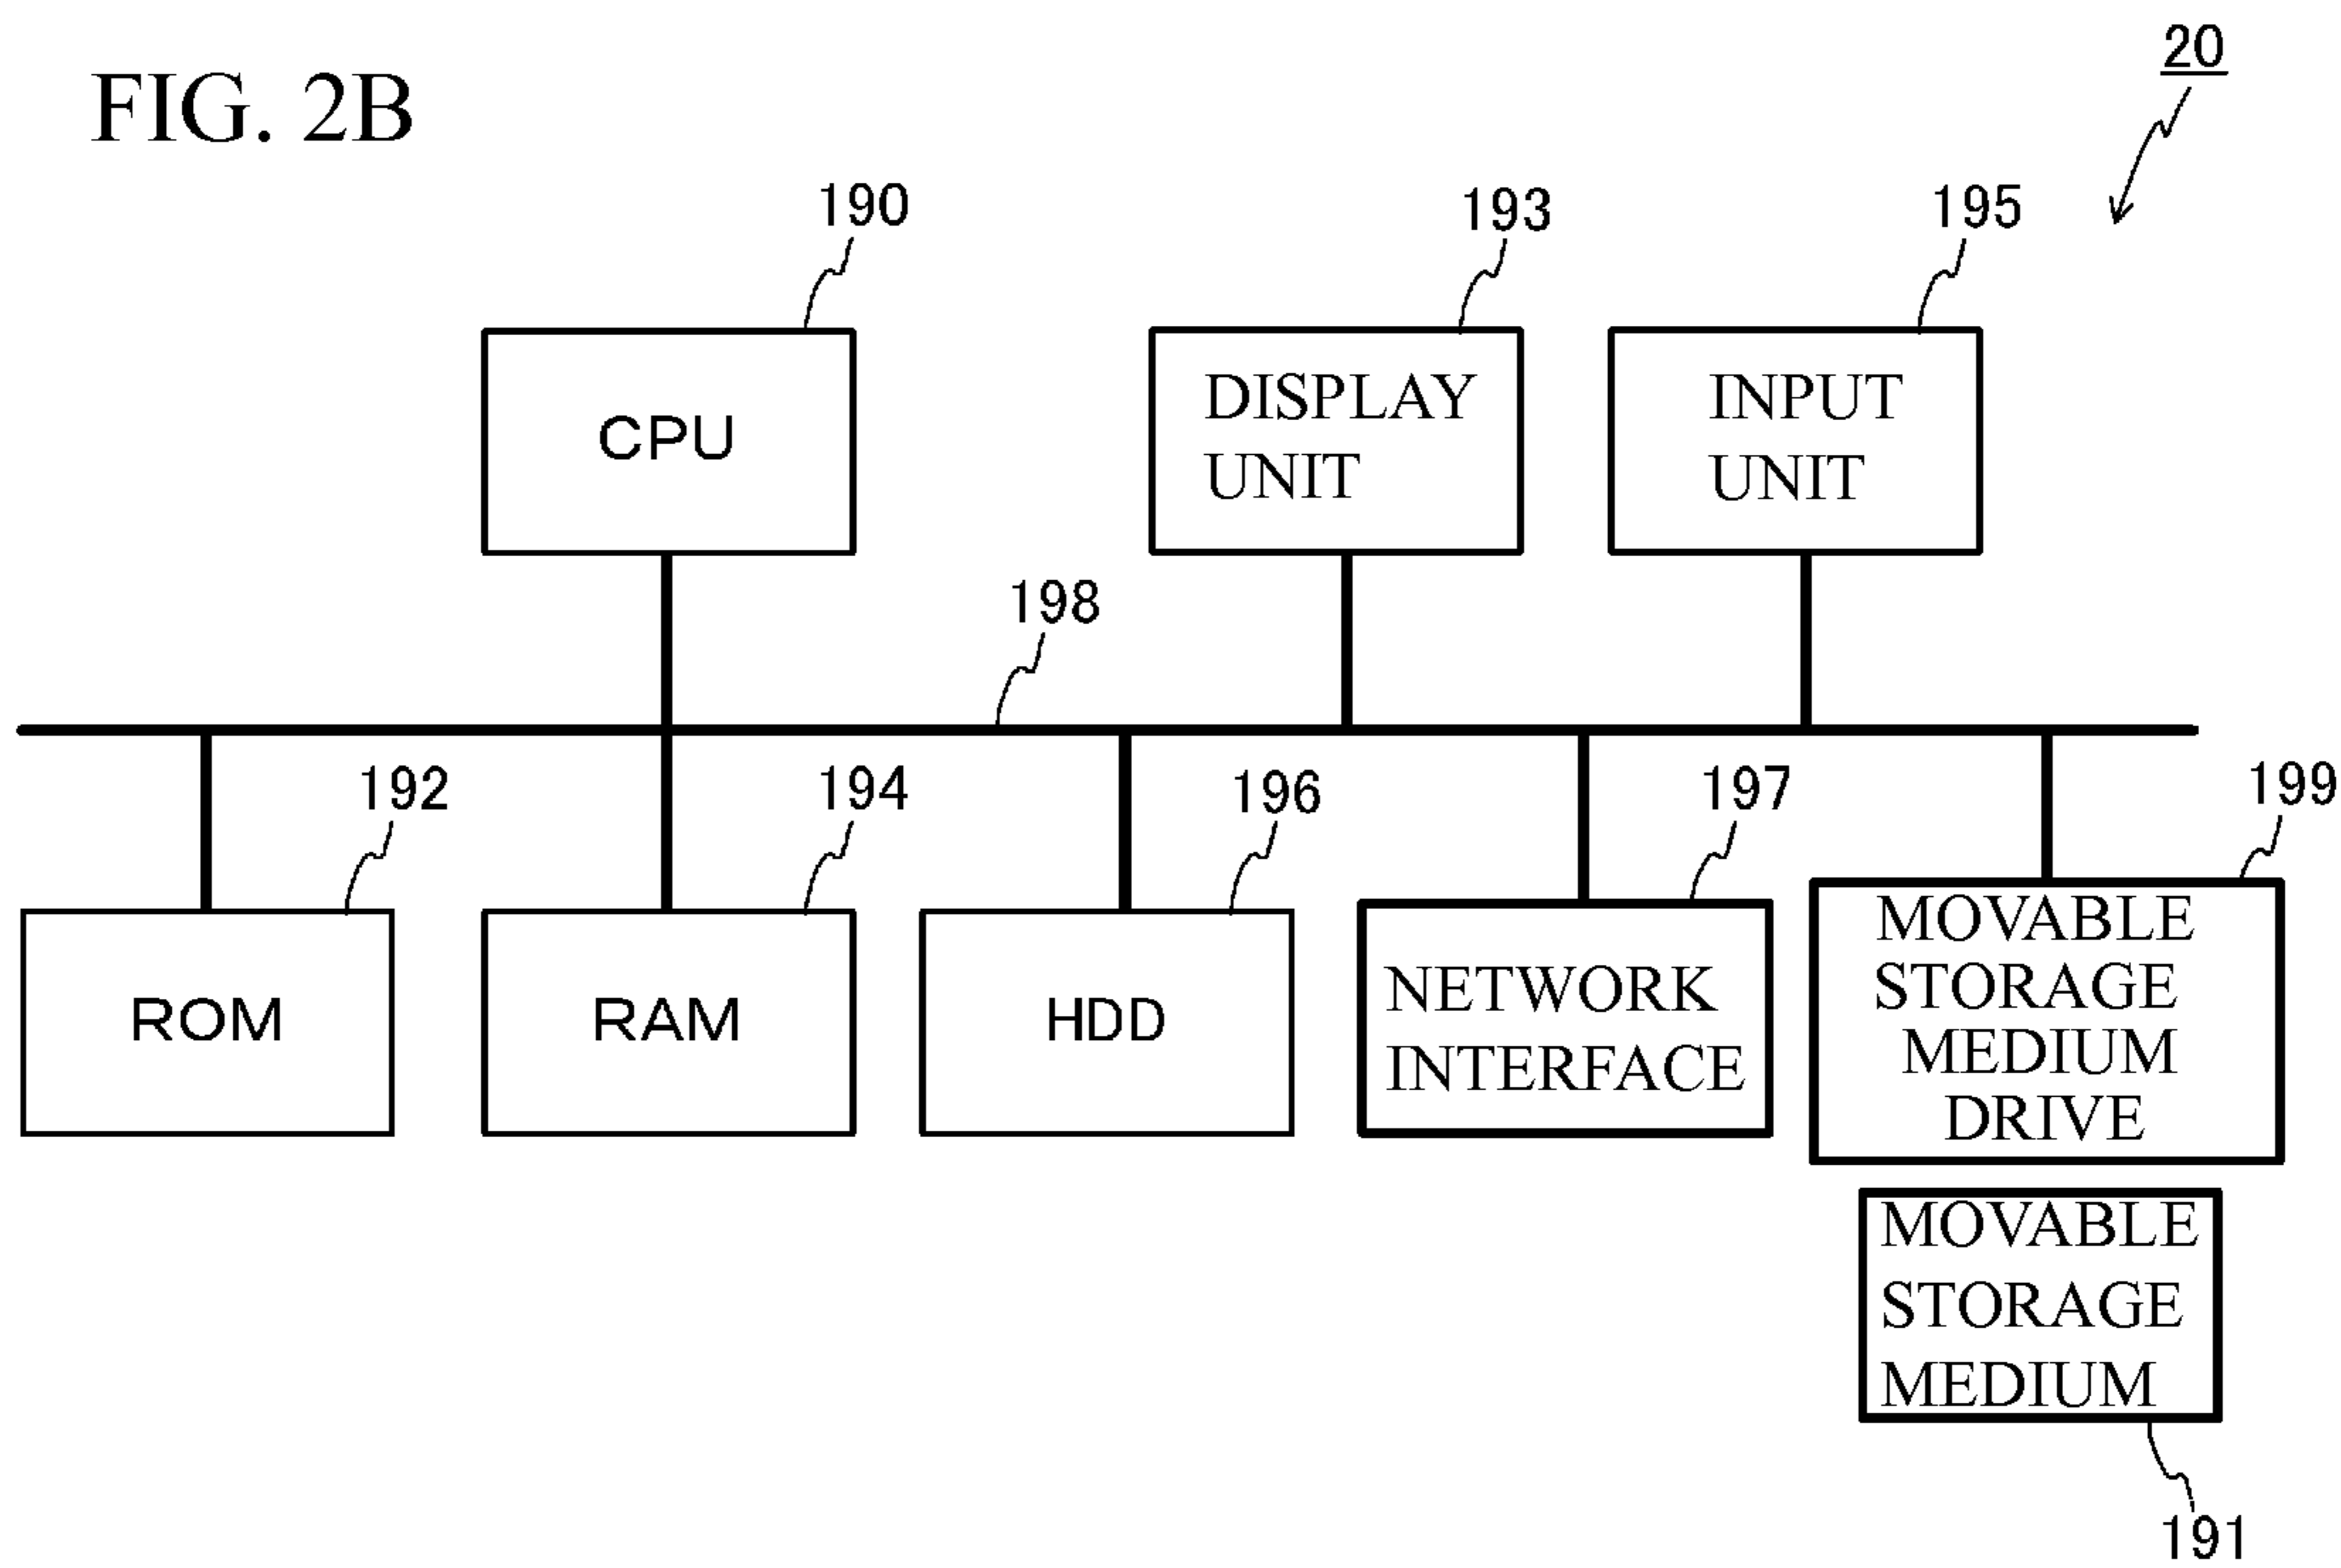 20
FIG. 2B
190
193
195
CPU
DISPLAY
UNIT
INPUT
UNIT
198
192
194
196
197
199
ROM
RAM
HDD
NETWORK
INTERFACE
MOVABLE
STORAGE
MEDIUM
DRIVE
MOVABLE
STORAGE
MEDIUM
191